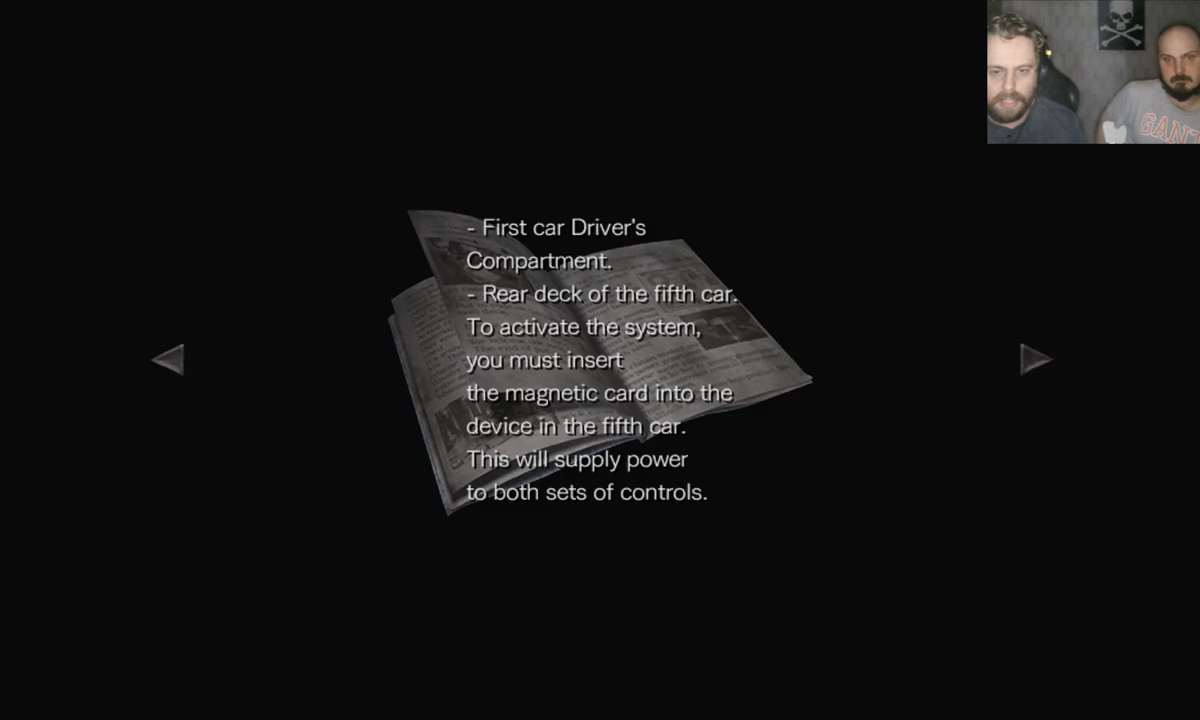 - First car Driver's
Compartment.
- Rear deck of the fifth car.
To activate the system,
you must insert
the magnetic card into the
device in the fifth car.
This will supply power
to both sets of controls.
GANT